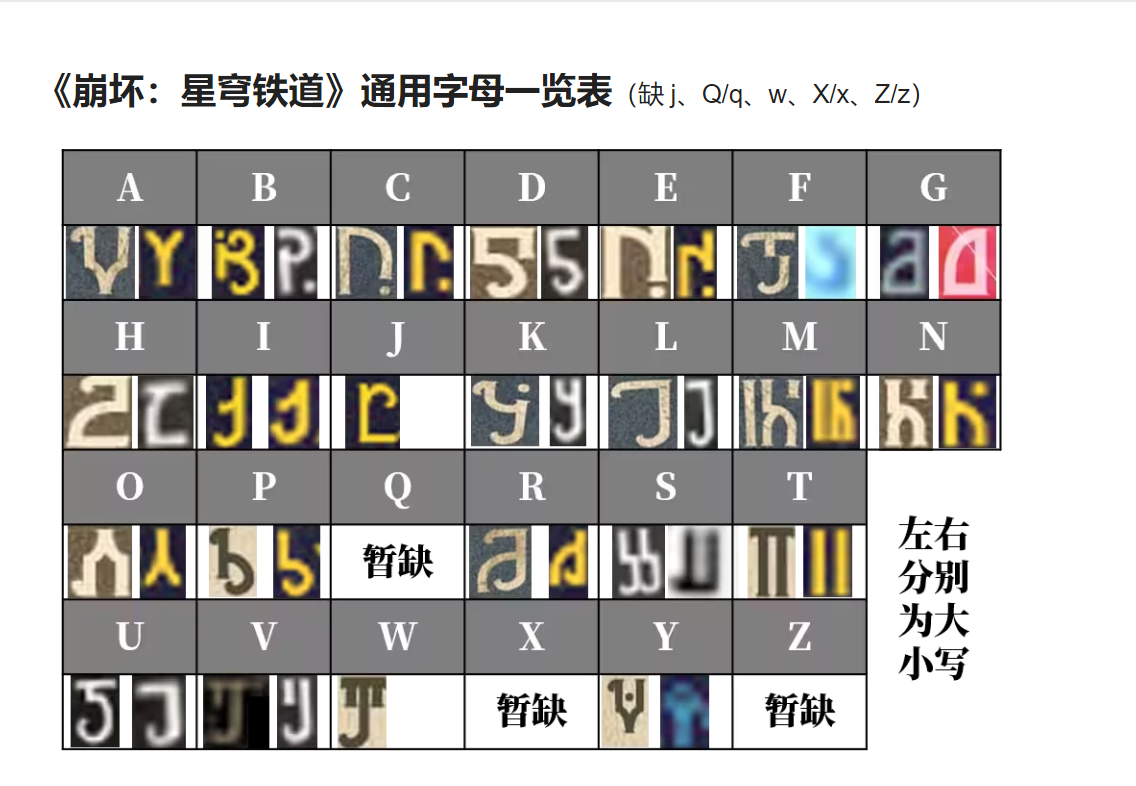 《崩坏：星穹铁道》通用字母一览表（缺 j、Q/q、w、X/x、Z/z）
A B C D E F G
H I J K L M N
O P Q R S T
暂缺
左右
分别
为大
小写
U V W X Y Z
暂缺 暂缺